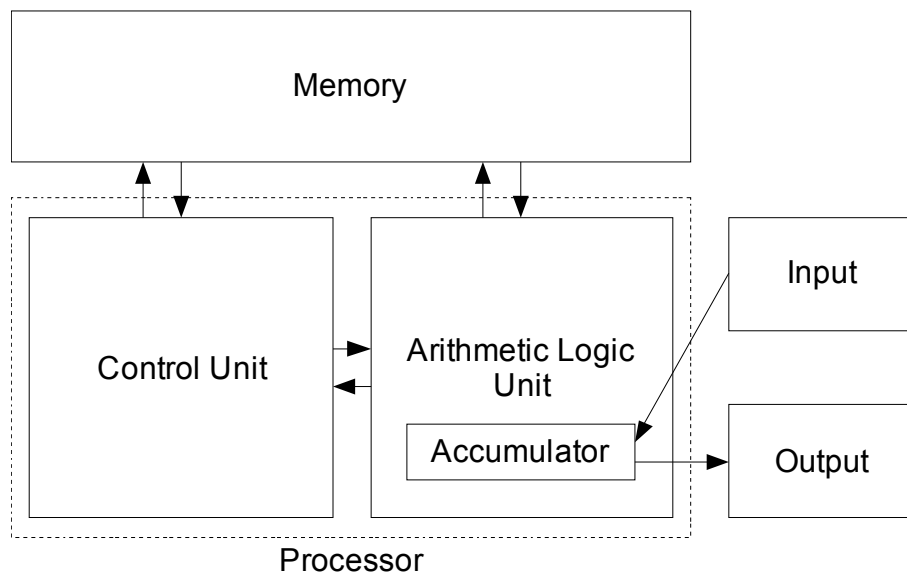 Memory
Control Unit
Arithmetic Logic
Unit
Accumulator
Input
Output
Processor